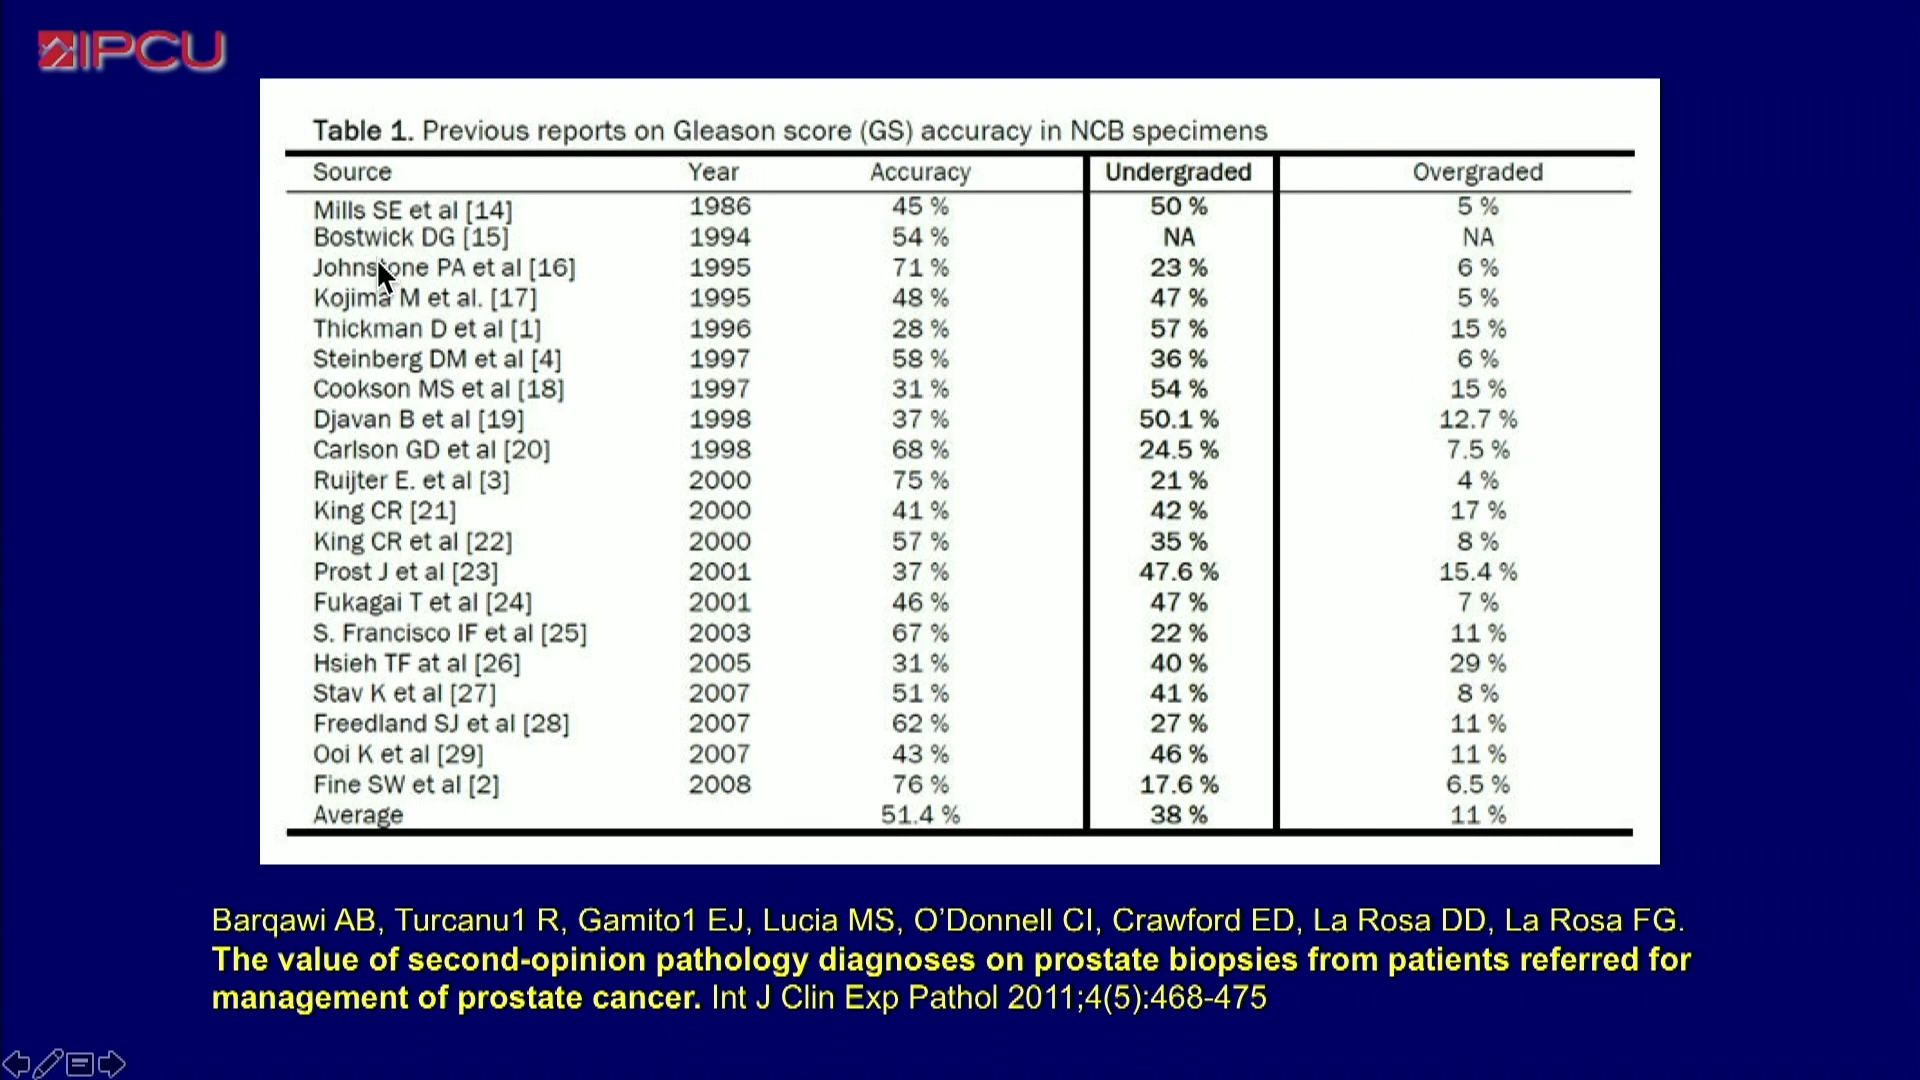 IPCU
Table 1. Previous reports on Gleason score (GS) accuracy in NCB specimens
Source Year Accuracy Undergraded Overgraded
Mills SE et al [14] 1986 45 % 50 % 5 %
Bostwick DG [15] 1994 54 % NA NA
Johnstone PA et al [16] 1995 71 % 23 % 6 %
Kojima M et al. [17] 1995 48 % 47 % 5 %
Thickman D et al [1] 1996 28 % 57 % 15 %
Steinberg DM et al [4] 1997 58 % 36 % 6 %
Cookson MS et al [18] 1997 31 % 54 % 15 %
Djavan B et al [19] 1998 37 % 50.1 % 12.7 %
Carlson GD et al [20] 1998 68 % 24.5 % 7.5 %
Ruijter E. et al [3] 2000 75 % 21 % 4 %
King CR [21] 2000 41 % 42 % 17 %
King CR et al [22] 2000 57 % 35 % 8 %
Prost J et al [23] 2001 37 % 47.6 % 15.4 %
Fukagai T et al [24] 2001 46 % 47 % 7 %
S. Francisco IF et al [25] 2003 67 % 22 % 11 %
Hsieh TF at al [26] 2005 31 % 40 % 29 %
Stav K et al [27] 2007 51 % 41 % 8 %
Freedland SJ et al [28] 2007 62 % 27 % 11 %
Ooi K et al [29] 2007 43 % 46 % 11 %
Fine SW et al [2] 2008 76 % 17.6 % 6.5 %
Average 51.4 % 38 % 11 %
Barqawi AB, Turcanu1 R, Gamito1 EJ, Lucia MS, O’Donnell CI, Crawford ED, La Rosa DD, La Rosa FG.
The value of second-opinion pathology diagnoses on prostate biopsies from patients referred for
management of prostate cancer. Int J Clin Exp Pathol 2011;4(5):468-475